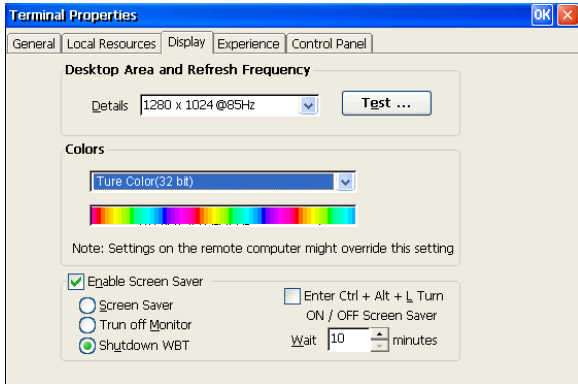 Terminal Properties OK
General Local Resources Display Experience Control Panel
Desktop Area and Refresh Frequency
Details 1280 x 1024 @85Hz Test ...
Colors
Ture Color(32 bit)
Note: Settings on the remote computer might override this setting
Enable Screen Saver
Screen Saver
Trun off Monitor
Shutdown WBT
Enter Ctrl + Alt + L Turn
ON / OFF Screen Saver
Wait 10 minutes